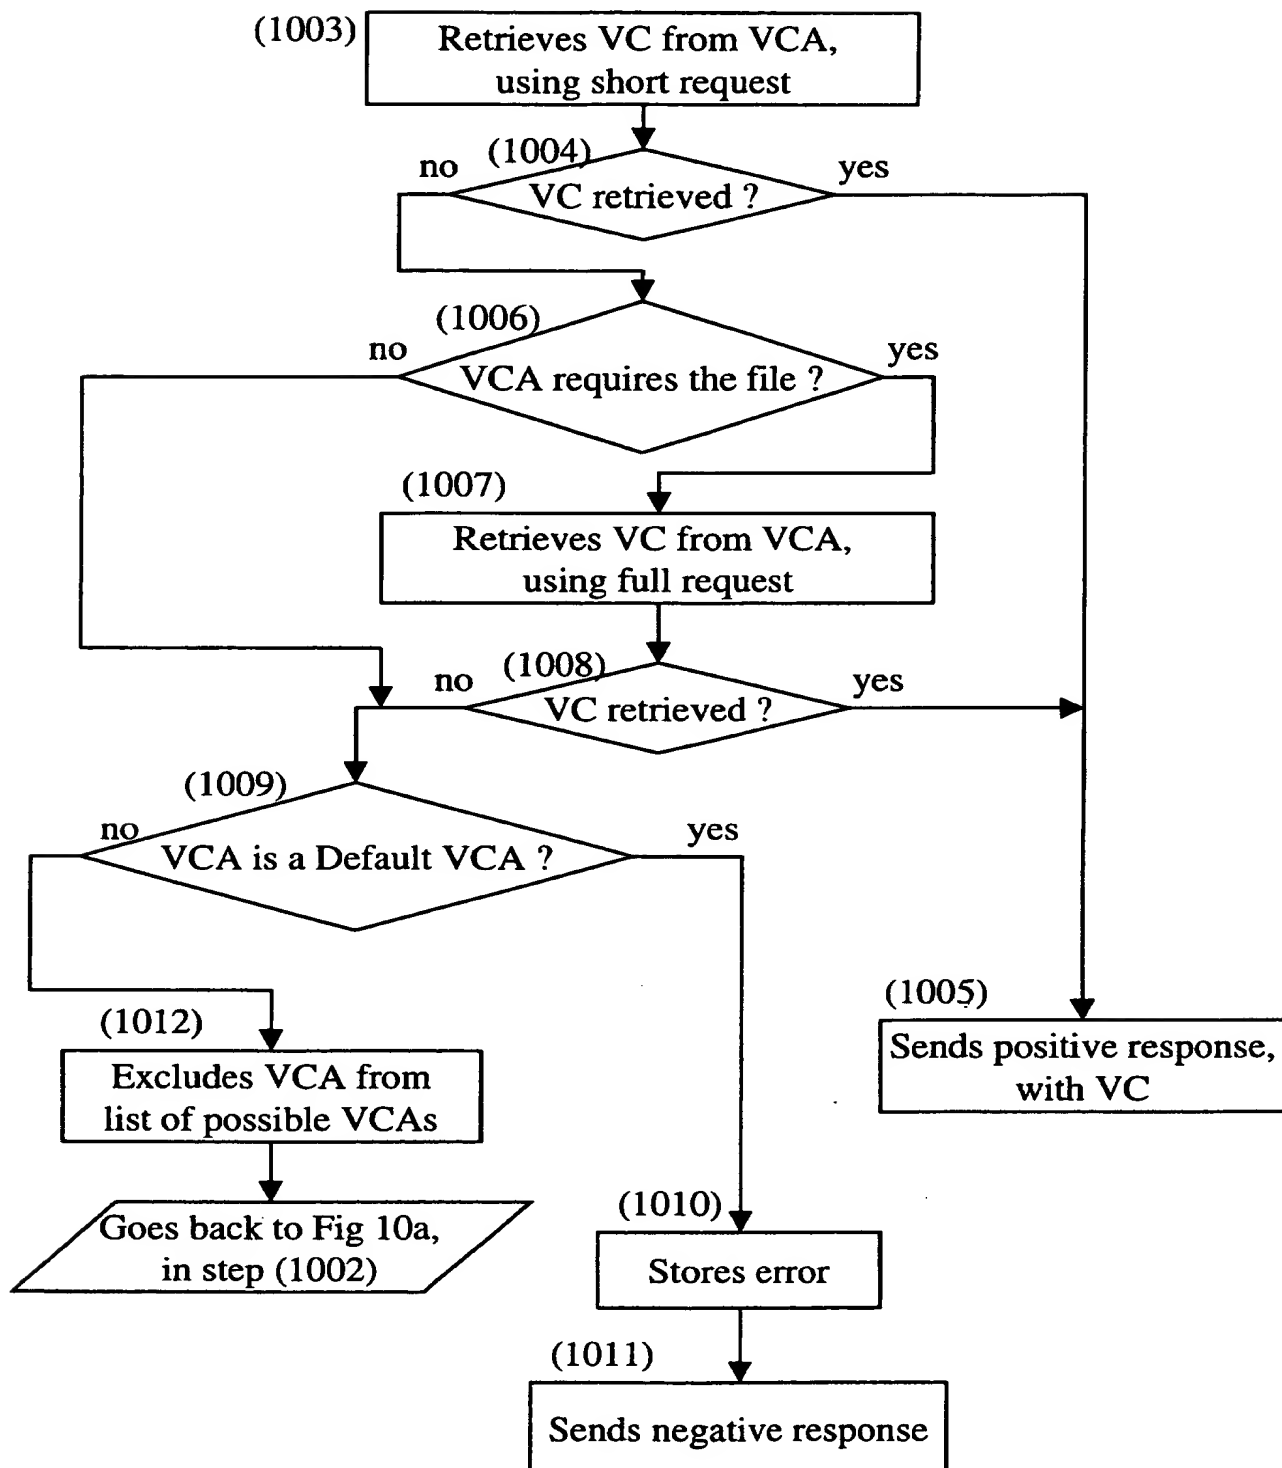 (1003)
Retrieves VC from VCA,
using short request
(1004)
no
yes
VC retrieved ?
(1006)
no
yes
VCA requires the file ?
(1007)
Retrieves VC from VCA,
using full request
(1008)
no
yes
VC retrieved ?
(1009)
no
yes
VCA is a Default VCA ?
(1005)
Sends positive response,
with VC
(1012)
Excludes VCA from
list of possible VCAs
Goes back to Fig 10a,
in step (1002)
(1010)
Stores error
(1011)
Sends negative response